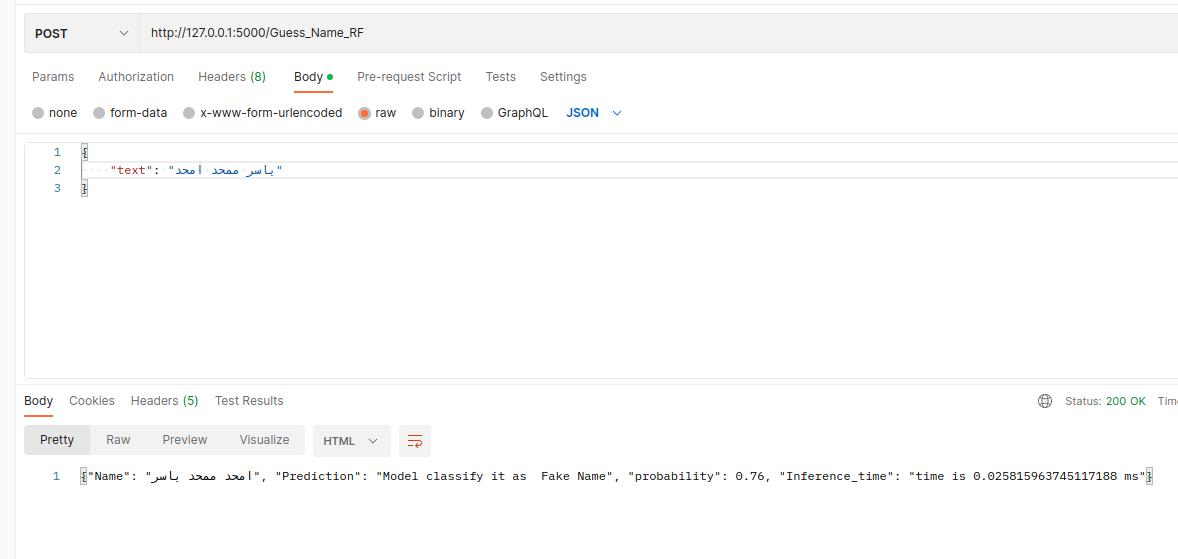 POST http://127.0.0.1:5000/Guess_Name_RF
Params Authorization Headers (8) Body Pre-request Script Tests Settings
none form-data x-www-form-urlencoded raw binary GraphQL JSON
1 {
2 "text": "ياسر ممحد امحد"
3 }
Body Cookies Headers (5) Test Results Status: 200 OK
Pretty Raw Preview Visualize HTML
1 {"Name": "امحد ممحد ياسر", "Prediction": "Model classify it as  Fake Name", "probability": 0.76, "Inference_time": "time is 0.025815963745117188 ms"}